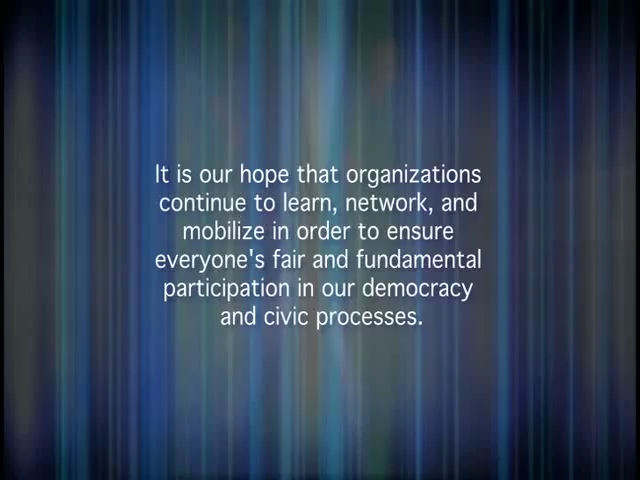 It is our hope that organizations
continue to learn, network, and
mobilize in order to ensure
everyone's fair and fundamental
participation in our democracy
and civic processes.